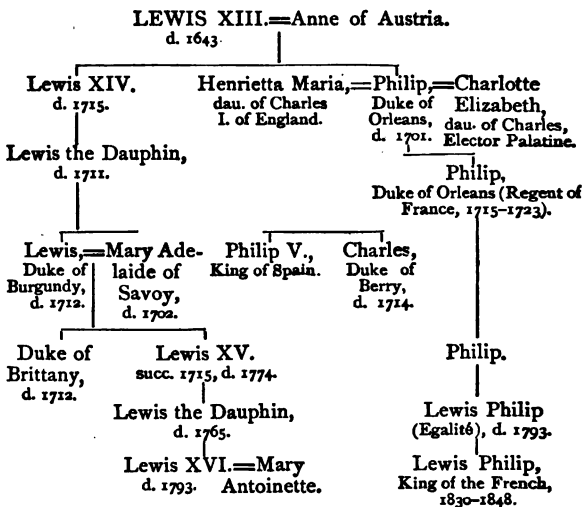 LEWIS XIII.=Anne of Austria.
d. 1643.
Lewis XIV.
d. 1715.
Henrietta Maria,=Philip,=Charlotte
dau. of Charles Duke of Elizabeth,
I. of England. Orleans, dau. of Charles,
d. 1701. Elector Palatine.
Lewis the Dauphin,
d. 1711.
Philip,
Duke of Orleans (Regent of
France, 1715–1723).
Lewis,=Mary Ade-
Duke of laide of
Burgundy, Savoy,
d. 1712. d. 1702.
Philip V.,
King of Spain.
Charles,
Duke of
Berry,
d. 1714.
Duke of
Brittany,
d. 1712.
Lewis XV.
succ. 1715, d. 1774.
Philip.
Lewis the Dauphin,
d. 1765.
Lewis Philip
(Egalité), d. 1793.
Lewis XVI.=Mary
d. 1793. Antoinette.
Lewis Philip,
King of the French,
1830–1848.